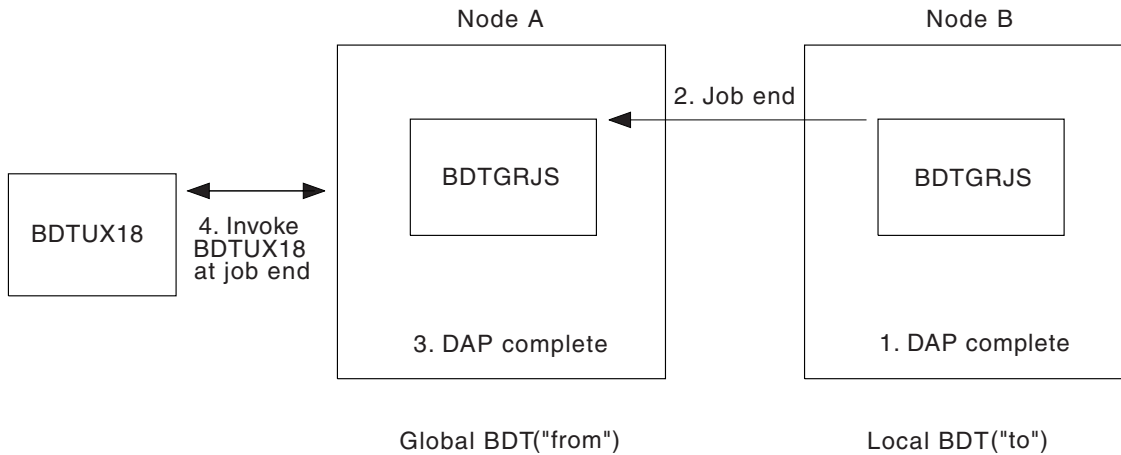 Node A
Node B
2. Job end
BDTGRJS
BDTGRJS
BDTUX18
4. Invoke
BDTUX18
at job end
3. DAP complete
1. DAP complete
Global BDT("from")
Local BDT("to")